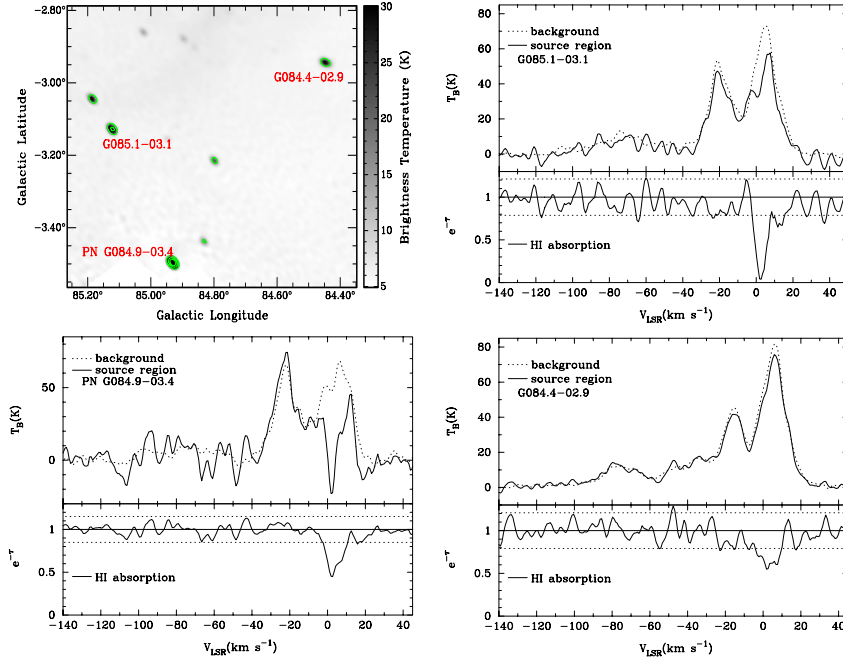 −2.80°
−3.00°
−3.20°
−3.40°
Galactic Latitude
85.20° 85.00° 84.80° 84.60° 84.40°
Galactic Longitude
G084.4−02.9
G085.1−03.1
PN G084.9−03.4
30
25
20
15
10
5
Brightness Temperature (K)
background
source region
G085.1−03.1
80
60
40
20
0
T_B(K)
1
0.5
0
e^−τ
HI absorption
−140 −120 −100 −80 −60 −40 −20 0 20 40
V_LSR(km s^−1)
background
source region
PN G084.9−03.4
50
0
T_B(K)
1
0.5
0
e^−τ
HI absorption
−140 −120 −100 −80 −60 −40 −20 0 20 40
V_LSR(km s^−1)
background
source region
G084.4−02.9
80
60
40
20
0
T_B(K)
1
0.5
0
e^−τ
HI absorption
−140 −120 −100 −80 −60 −40 −20 0 20 40
V_LSR(km s^−1)